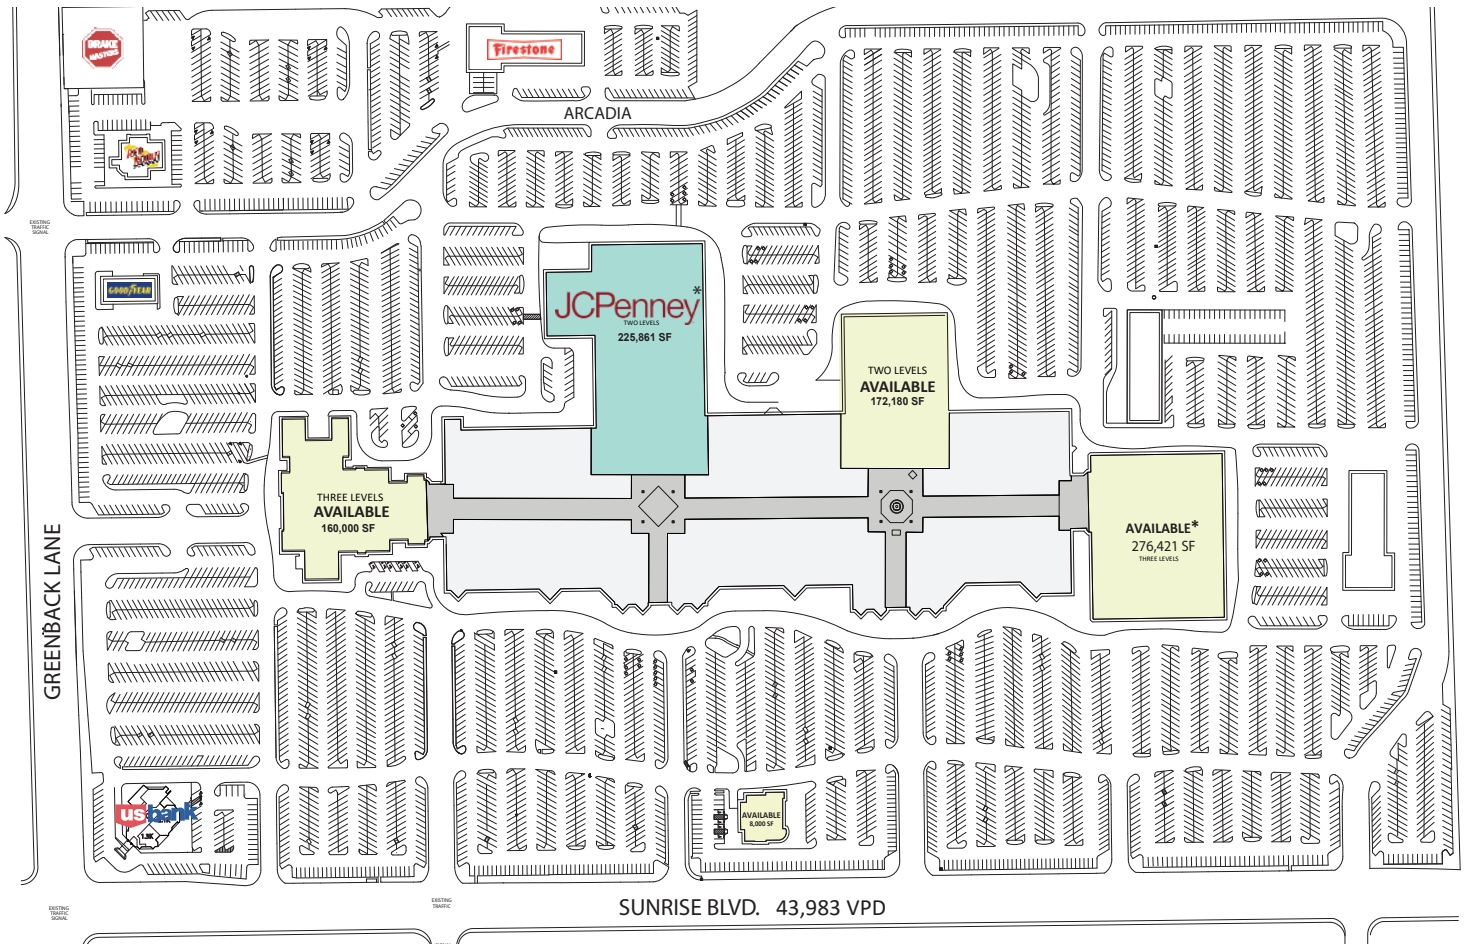 BRAKE
MASTERS
Firestone
ARCADIA
EXISTING
TRAFFIC
SIGNAL
GOODYEAR
JCPenney*
TWO LEVELS
225,861 SF
TWO LEVELS
AVAILABLE
172,180 SF
THREE LEVELS
AVAILABLE
160,000 SF
AVAILABLE*
276,421 SF
THREE LEVELS
GREENBACK LANE
usbank
1.3K
AVAILABLE
8,000 SF
EXISTING
TRAFFIC
SIGNAL
EXISTING
TRAFFIC
SUNRISE BLVD. 43,983 VPD